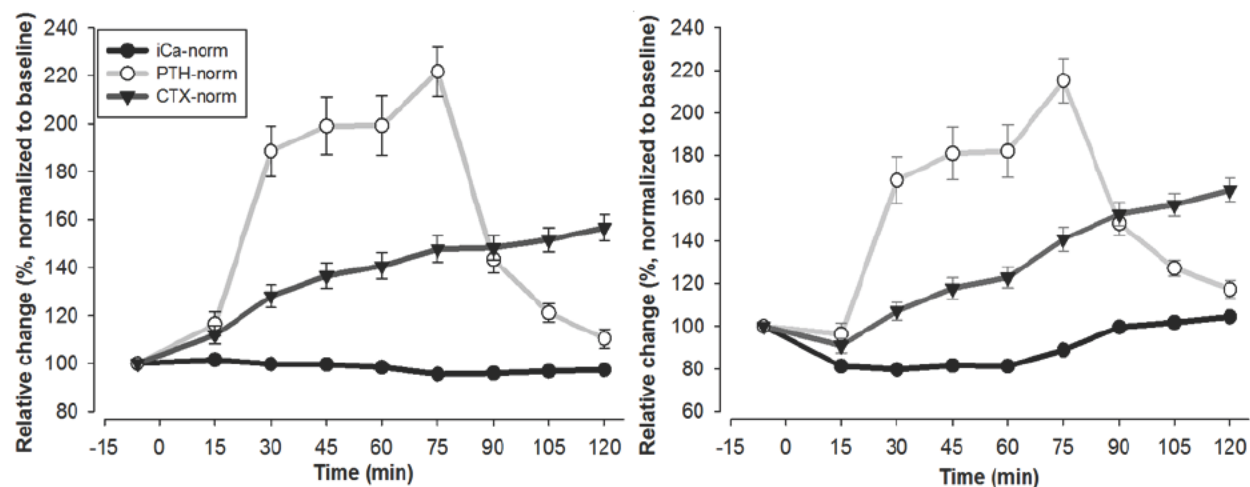 Relative change (%, normalized to baseline)
240
220
200
180
160
140
120
100
80
iCa-norm
PTH-norm
CTX-norm
-15 0 15 30 45 60 75 90 105 120
Time (min)
Relative change (%, normalized to baseline)
240
220
200
180
160
140
120
100
80
60
-15 0 15 30 45 60 75 90 105 120
Time (min)